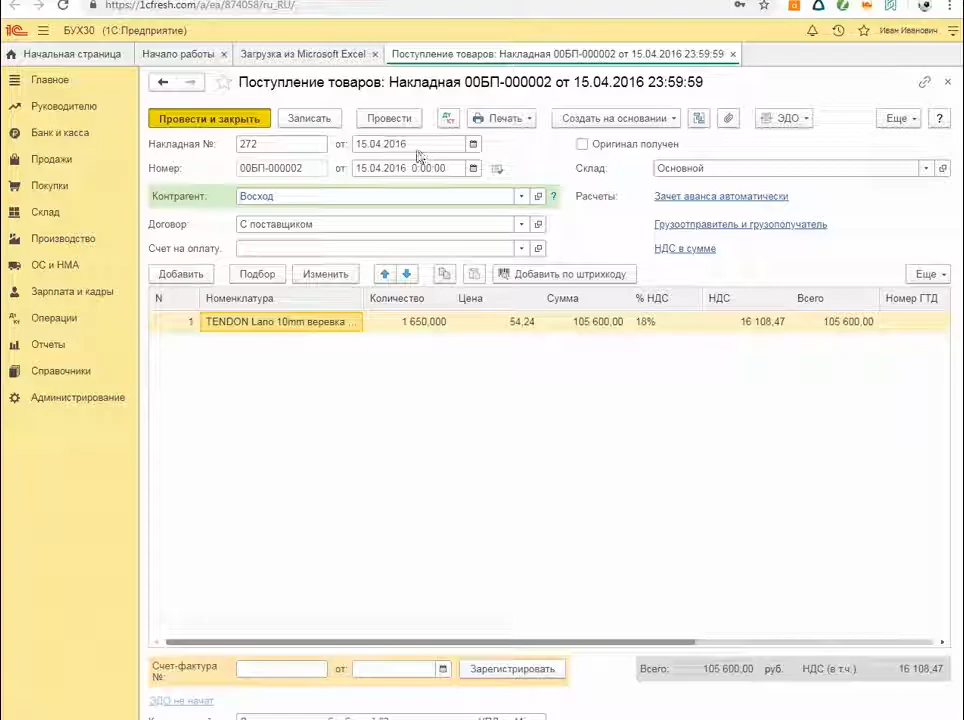 https://1cfresh.com/a/ea/874058/ru_RU/
1С БУХ30 (1С:Предприятие) Иван Иванович
Начальная страница Начало работы × Загрузка из Microsoft Excel × Поступление товаров: Накладная 00БП-000002 от 15.04.2016 23:59:59 ×
Главное
Руководителю
Банк и касса
Продажи
Покупки
Склад
Производство
ОС и НМА
Зарплата и кадры
Операции
Отчеты
Справочники
Администрирование
Поступление товаров: Накладная 00БП-000002 от 15.04.2016 23:59:59
Провести и закрыть Записать Провести Дт Кт Печать Создать на основании ЭДО Еще ?
Накладная №: 272 от: 15.04.2016 Оригинал получен
Номер: 00БП-000002 от: 15.04.2016 0:00:00 Склад: Основной
Контрагент: Восход ? Расчеты: Зачет аванса автоматически
Договор: С поставщиком Грузоотправитель и грузополучатель
Счет на оплату: НДС в сумме
Добавить Подбор Изменить Добавить по штрихкоду Еще
N Номенклатура Количество Цена Сумма % НДС НДС Всего Номер ГТД
1 TENDON Lano 10mm веревка ... 1 650,000 54,24 105 600,00 18% 16 108,47 105 600,00
Счет-фактура №: от: Зарегистрировать Всего: 105 600,00 руб. НДС (в т.ч.) 16 108,47
ЭДО не начат